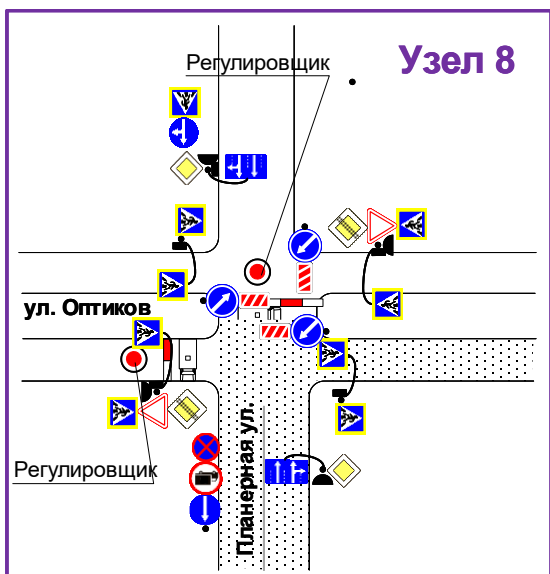 Узел 8
Регулировщик
ул. Оптиков
Регулировщик
Планерная ул.